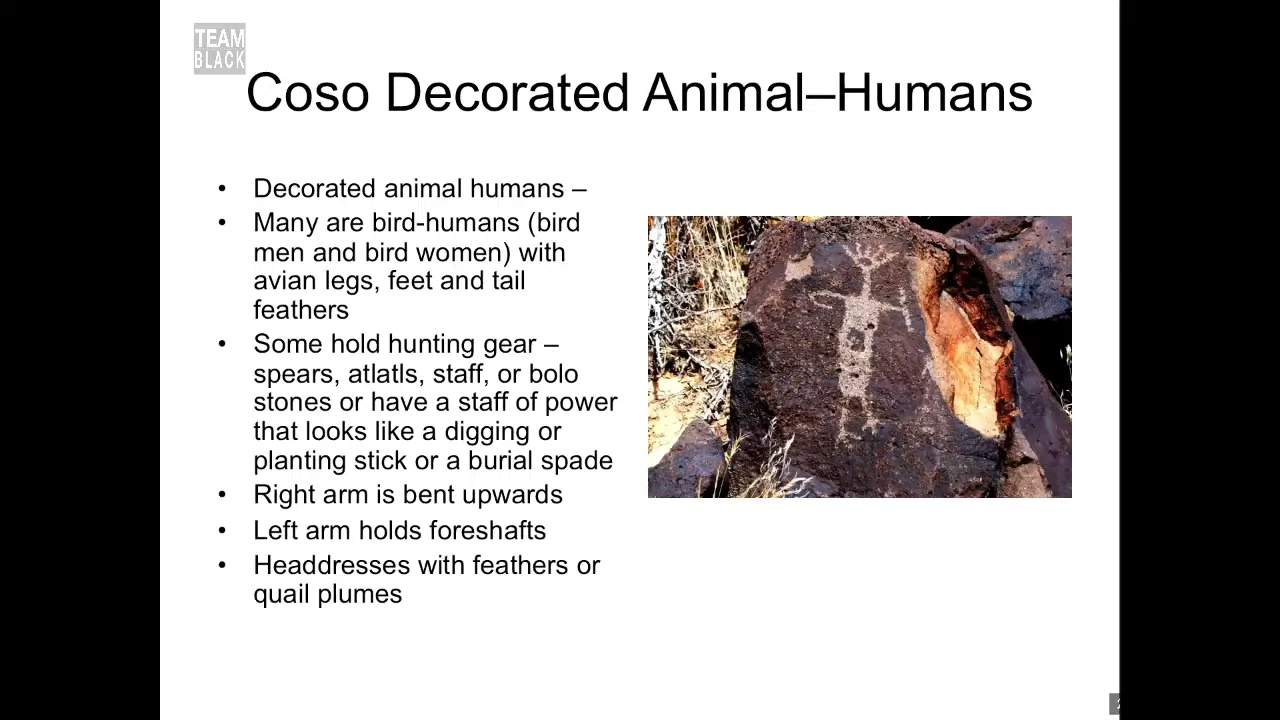 TEAM
BLACK
Coso Decorated Animal–Humans
• Decorated animal humans –
• Many are bird-humans (bird
men and bird women) with
avian legs, feet and tail
feathers
• Some hold hunting gear –
spears, atlatls, staff, or bolo
stones or have a staff of power
that looks like a digging or
planting stick or a burial spade
• Right arm is bent upwards
• Left arm holds foreshafts
• Headdresses with feathers or
quail plumes